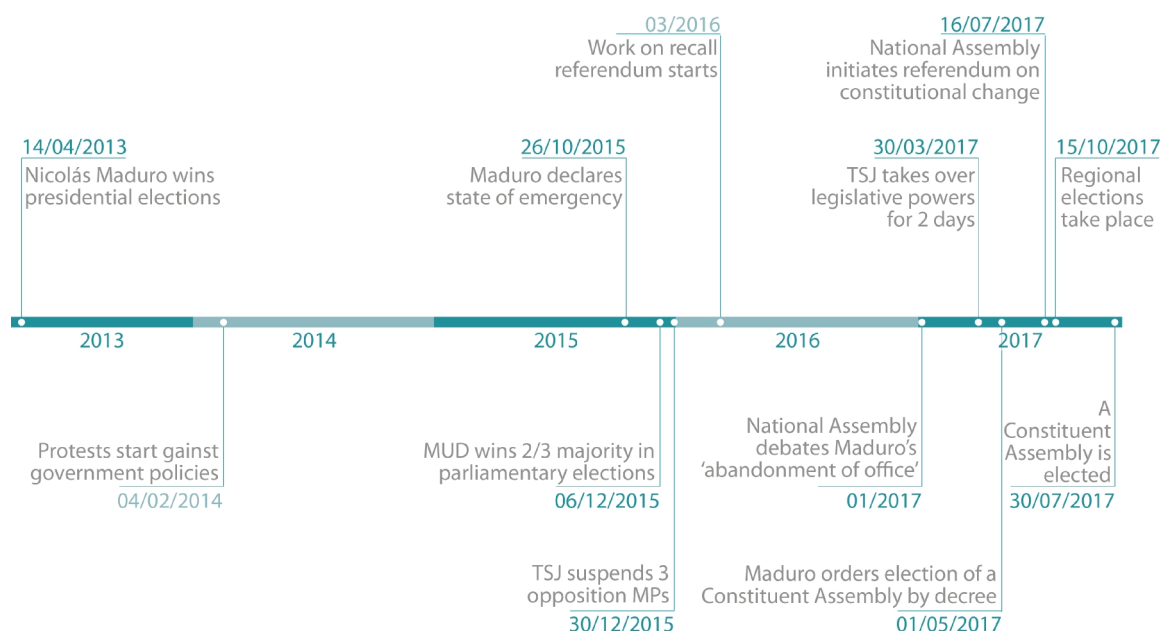 03/2016
Work on recall
referendum starts
16/07/2017
National Assembly
initiates referendum on
constitutional change
14/04/2013
Nicolás Maduro wins
presidential elections
26/10/2015
Maduro declares
state of emergency
30/03/2017
TSJ takes over
legislative powers
for 2 days
15/10/2017
Regional
elections
take place
2013
2014
2015
2016
2017
Protests start gainst
government policies
04/02/2014
MUD wins 2/3 majority in
parliamentary elections
06/12/2015
National Assembly
debates Maduro's
'abandonment of office'
01/2017
A
Constituent
Assembly is
elected
30/07/2017
TSJ suspends 3
opposition MPs
30/12/2015
Maduro orders election of a
Constituent Assembly by decree
01/05/2017